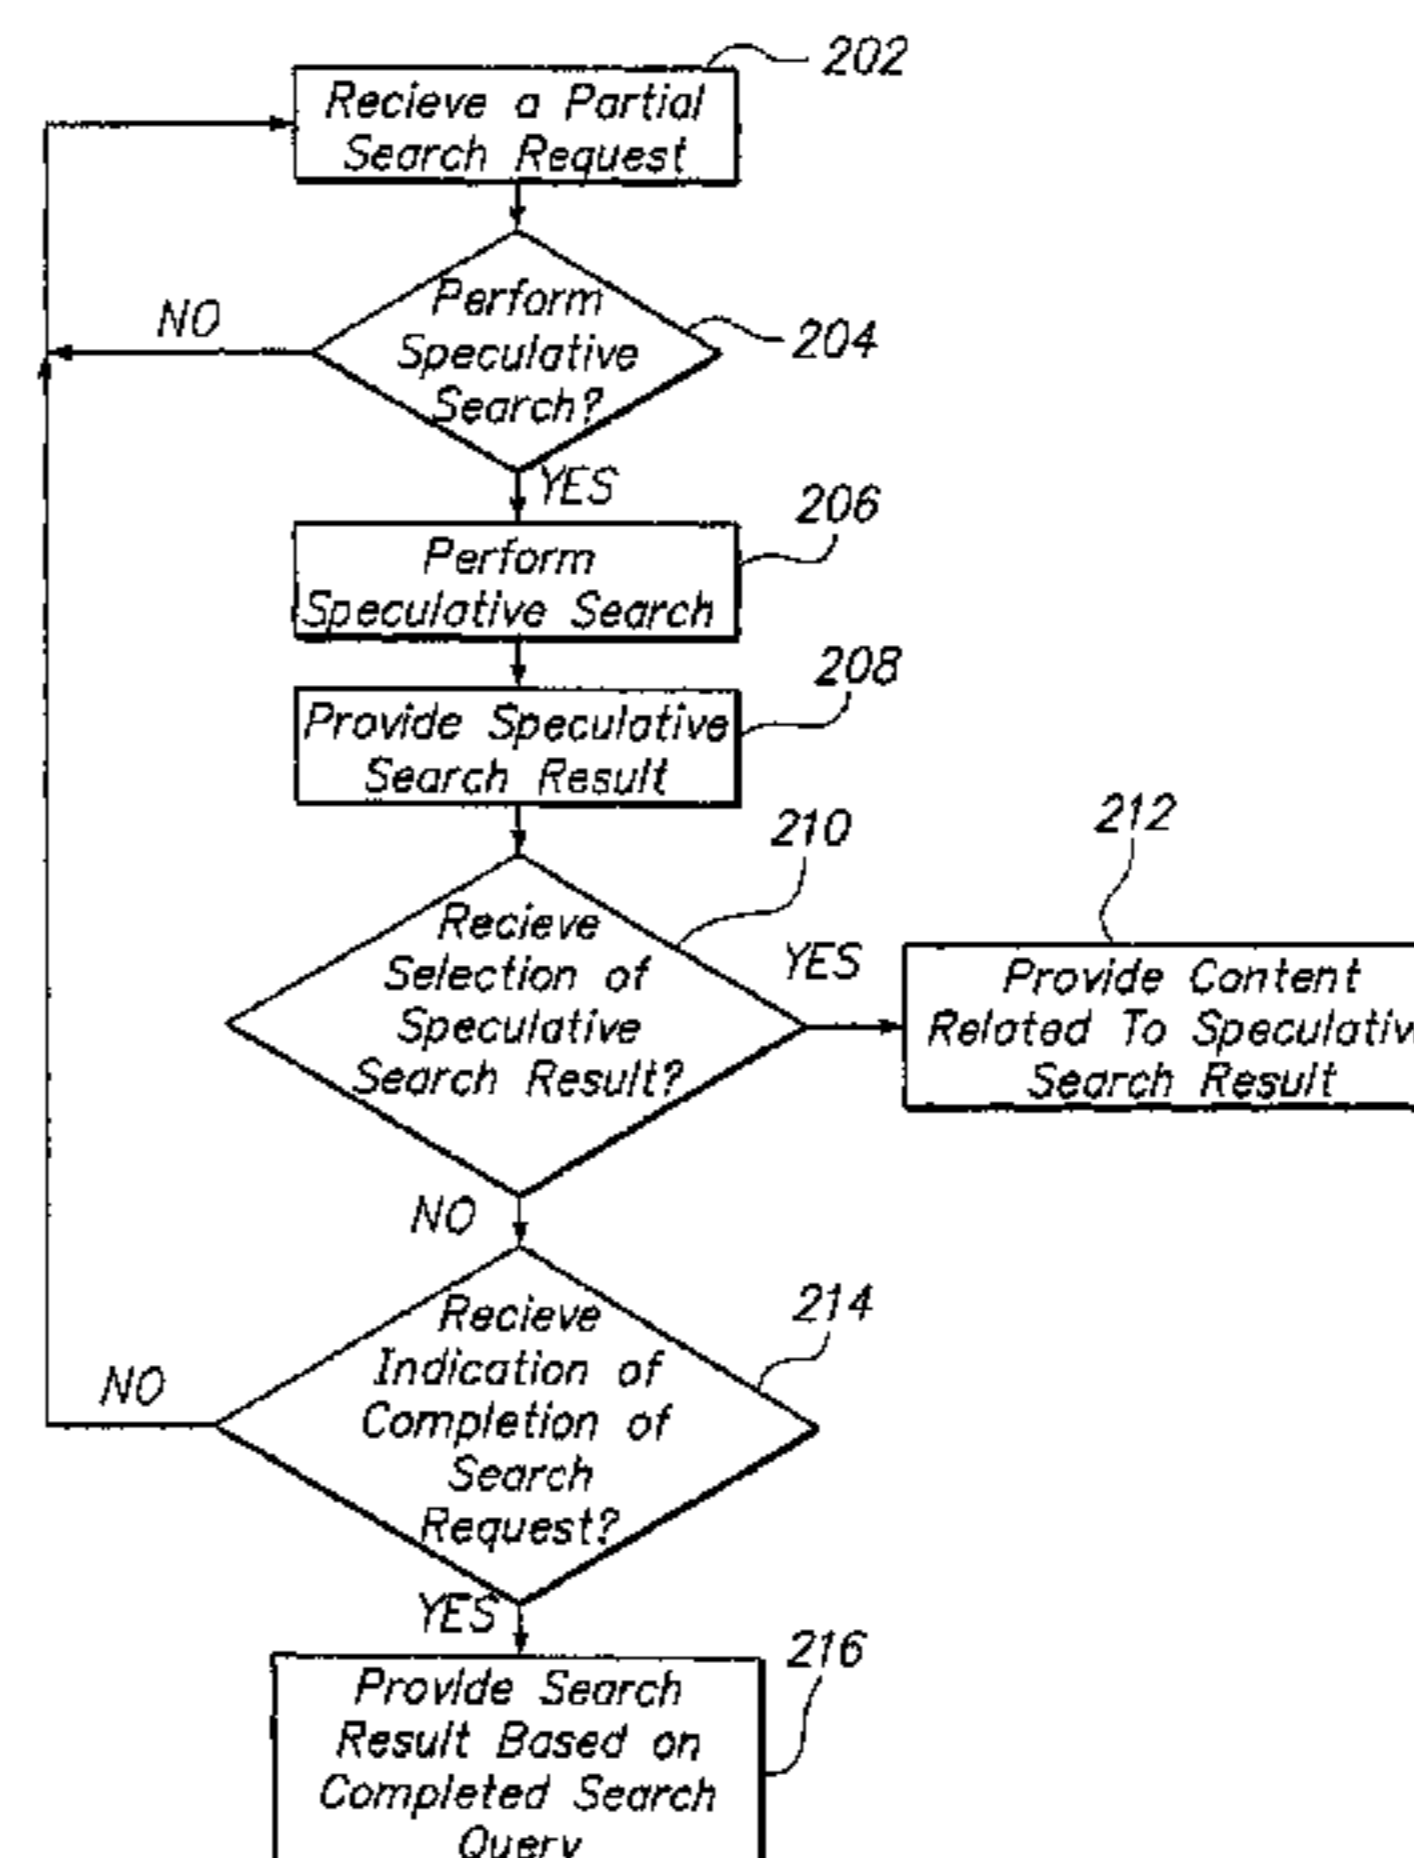 202
Recieve a Partial
Search Request
Perform
Speculative
Search?
204
NO
YES
206
Perform
Speculative Search
208
Provide Speculative
Search Result
210
212
Recieve
Selection of
Speculative
Search Result?
YES
Provide Content
Related To Speculativ
Search Result
NO
214
Recieve
Indication of
Completion of
Search
Request?
NO
YES
216
Provide Search
Result Based on
Completed Search
Query